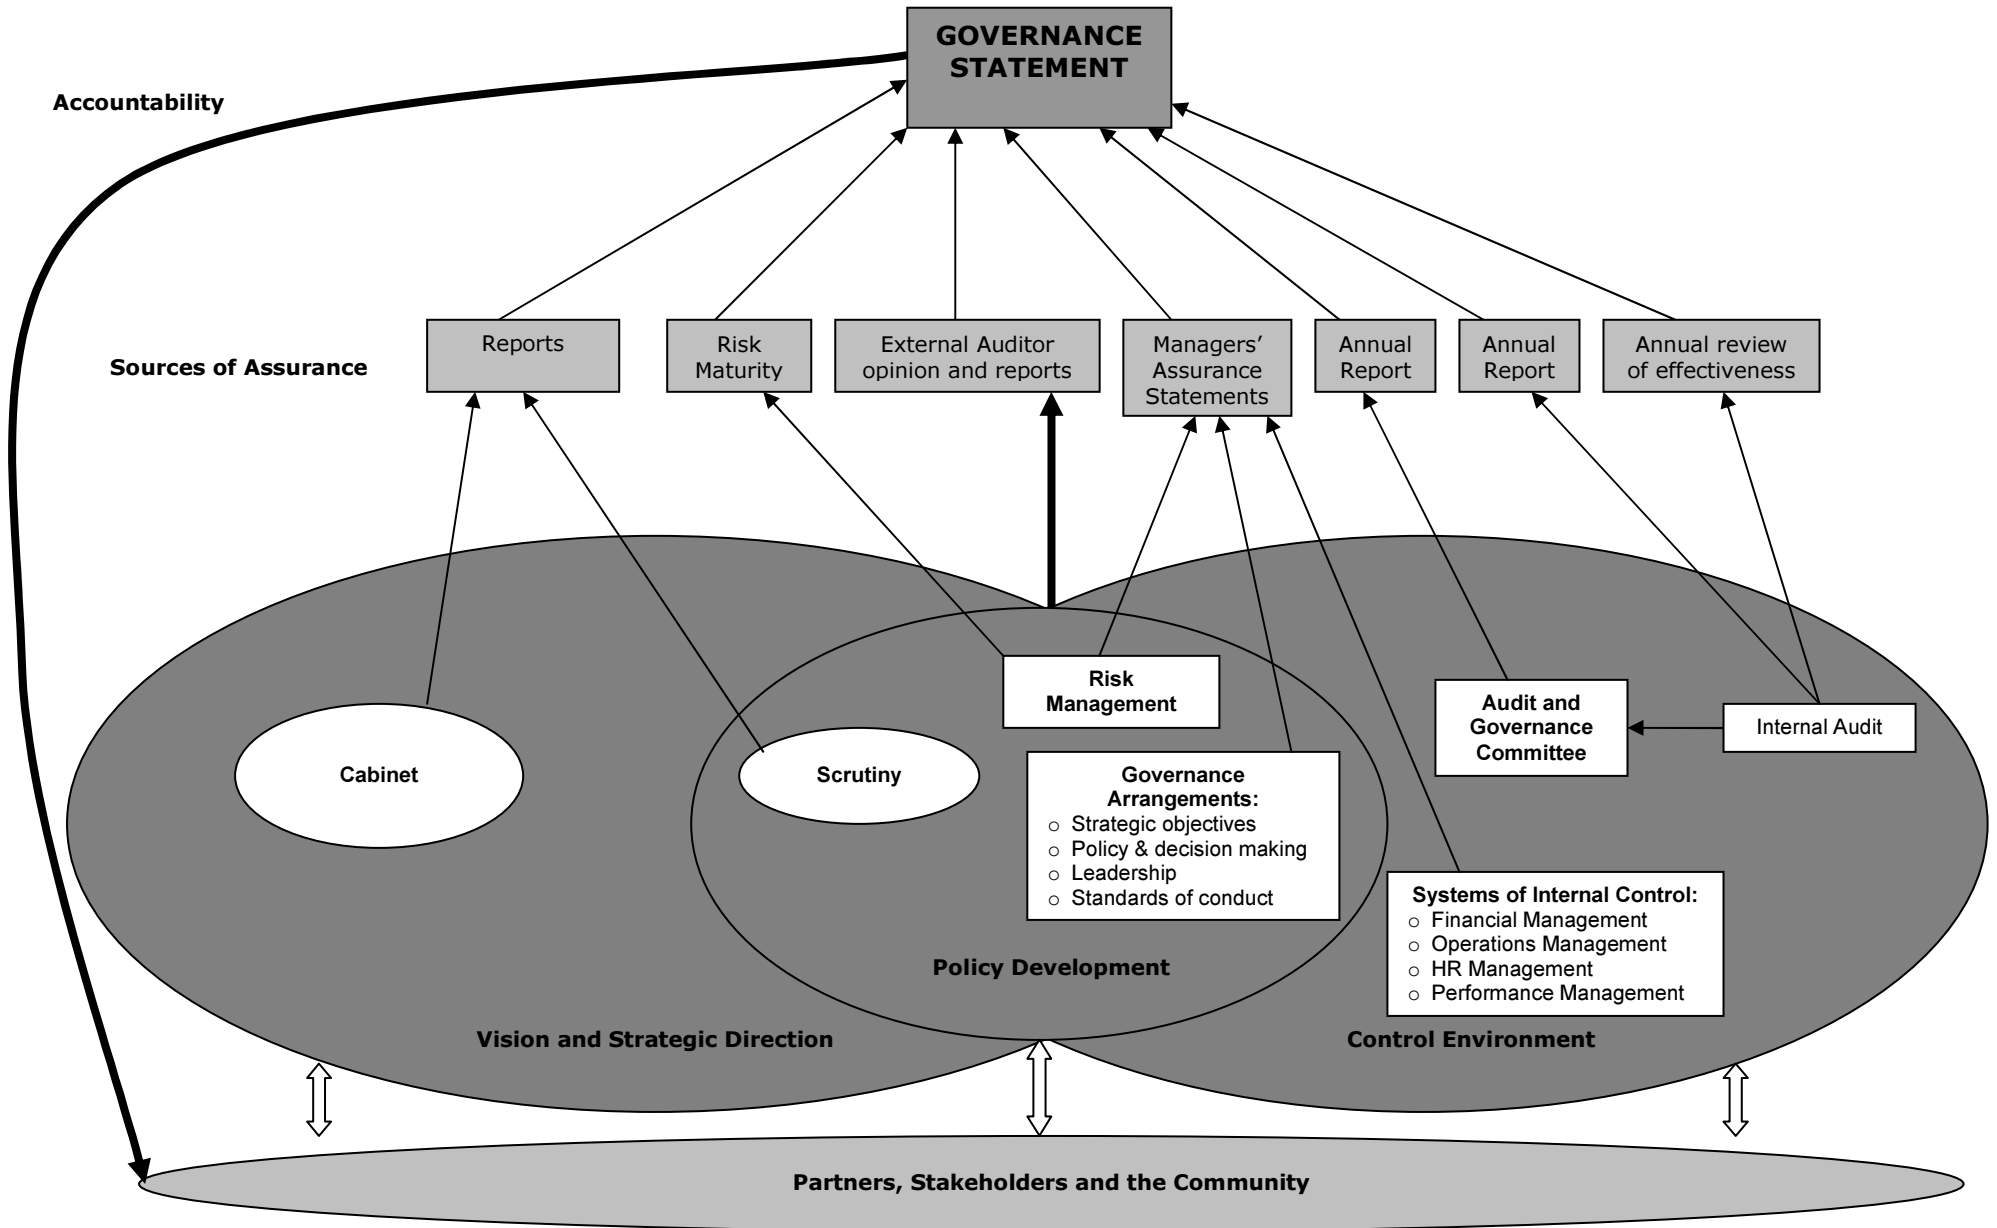 GOVERNANCE
STATEMENT
Accountability
Sources of Assurance
Reports
Risk
Maturity
External Auditor
opinion and reports
Managers’
Assurance
Statements
Annual
Report
Annual
Report
Annual review
of effectiveness
Risk
Management
Cabinet
Scrutiny
Governance
Arrangements:
○ Strategic objectives
○ Policy & decision making
○ Leadership
○ Standards of conduct
Audit and
Governance
Committee
Internal Audit
Systems of Internal Control:
○ Financial Management
○ Operations Management
○ HR Management
○ Performance Management
Policy Development
Vision and Strategic Direction
Control Environment
Partners, Stakeholders and the Community